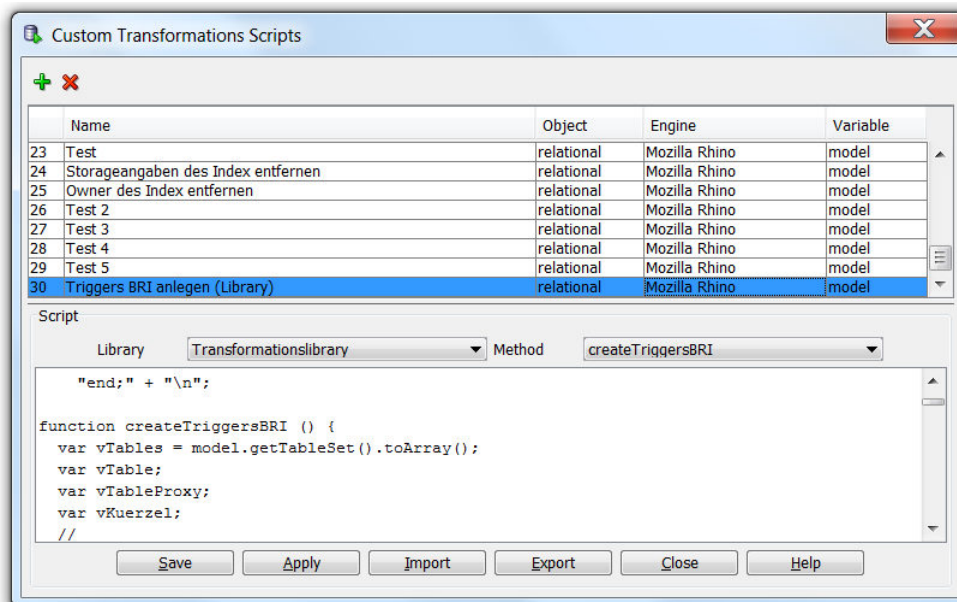 Custom Transformations Scripts
Name Object Engine Variable
23 Test relational Mozilla Rhino model
24 Storageangaben des Index entfernen relational Mozilla Rhino model
25 Owner des Index entfernen relational Mozilla Rhino model
26 Test 2 relational Mozilla Rhino model
27 Test 3 relational Mozilla Rhino model
28 Test 4 relational Mozilla Rhino model
29 Test 5 relational Mozilla Rhino model
30 Triggers BRI anlegen (Library) relational Mozilla Rhino model
Script
Library Transformationslibrary Method createTriggersBRI
"end;" + "\n";
function createTriggersBRI () {
var vTables = model.getTableSet().toArray();
var vTable;
var vTableProxy;
var vKuerzel;
//
Save Apply Import Export Close Help